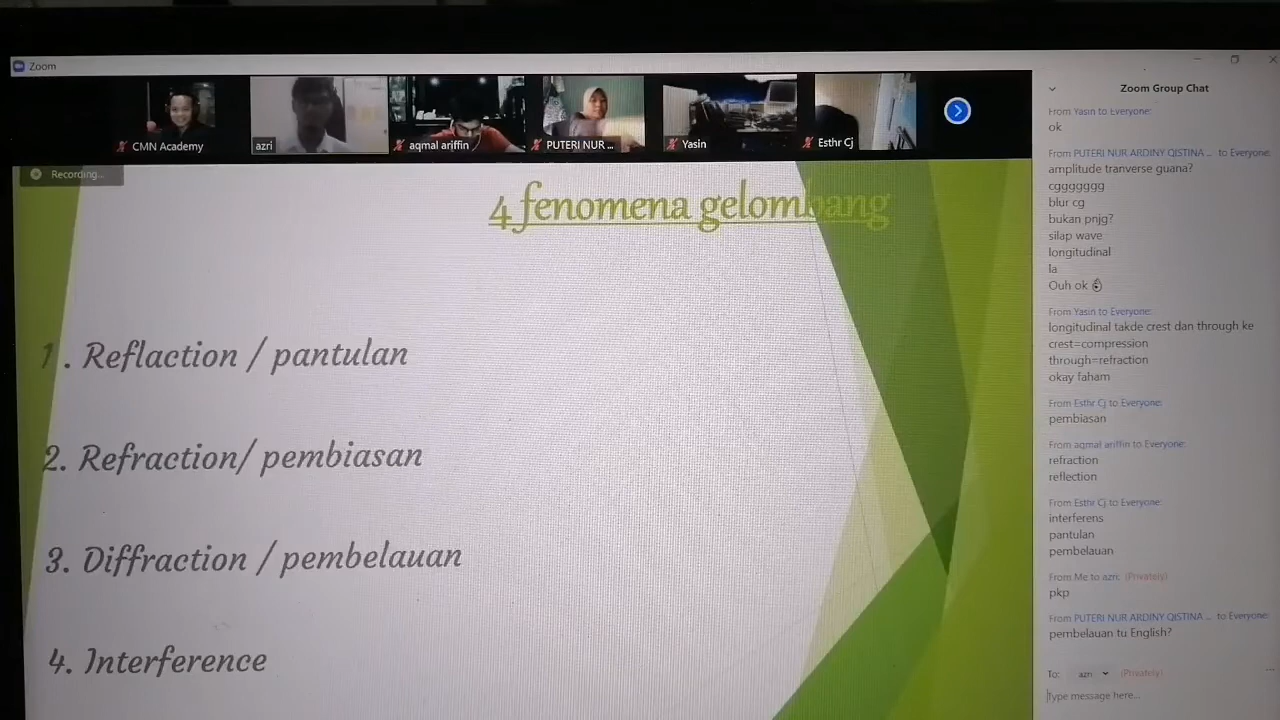 Zoom
CMN Academy
azri
aqmal ariffin
PUTERI NUR ...
Yasin
Esthr Cj
Recording...
4 fenomena gelombang
1 . Reflaction / pantulan
2. Refraction/ pembiasan
3. Diffraction / pembelauan
4. Interference
Zoom Group Chat
From Yasin to Everyone:
ok
From PUTERI NUR ARDINY QISTINA ... to Everyone:
amplitude tranverse guana?
cggggggg
blur cg
bukan pnjg?
silap wave
longitudinal
la
Ouh ok 👌
From Yasin to Everyone:
longitudinal takde crest dan through ke
crest=compression
through=refraction
okay faham
From Esthr Cj to Everyone:
pembiasan
From aqmal ariffin to Everyone:
refraction
reflection
From Esthr Cj to Everyone:
interferens
pantulan
pembelauan
From Me to azri: (Privately)
pkp
From PUTERI NUR ARDINY QISTINA ... to Everyone:
pembelauan tu English?
To: azri (Privately)
Type message here...